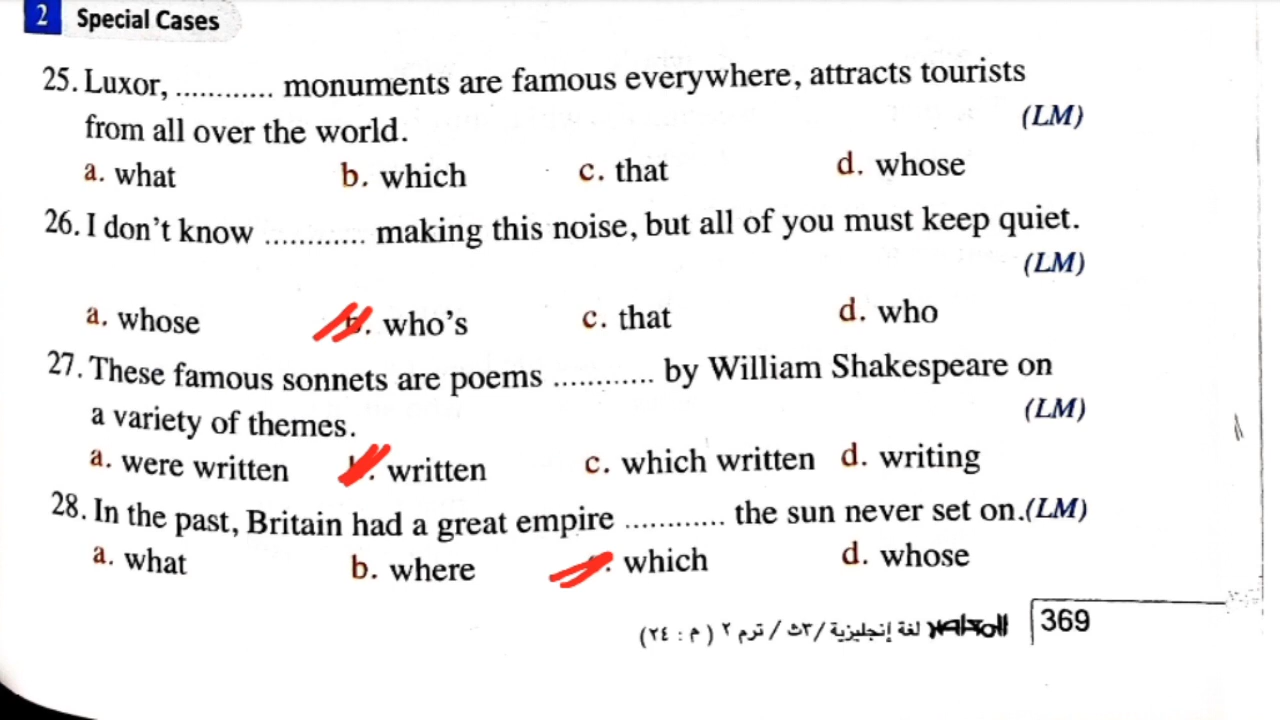 2 Special Cases
25. Luxor, ............ monuments are famous everywhere, attracts tourists
from all over the world. (LM)
a. what b. which c. that d. whose
26. I don't know ............ making this noise, but all of you must keep quiet.
(LM)
a. whose b. who's c. that d. who
27. These famous sonnets are poems ............ by William Shakespeare on
a variety of themes. (LM)
a. were written b. written c. which written d. writing
28. In the past, Britain had a great empire ............ the sun never set on.(LM)
a. what b. where c. which d. whose
المعاصر لغة إنجليزية /٣ث / ترم ٢ ( م : ٢٤) 369